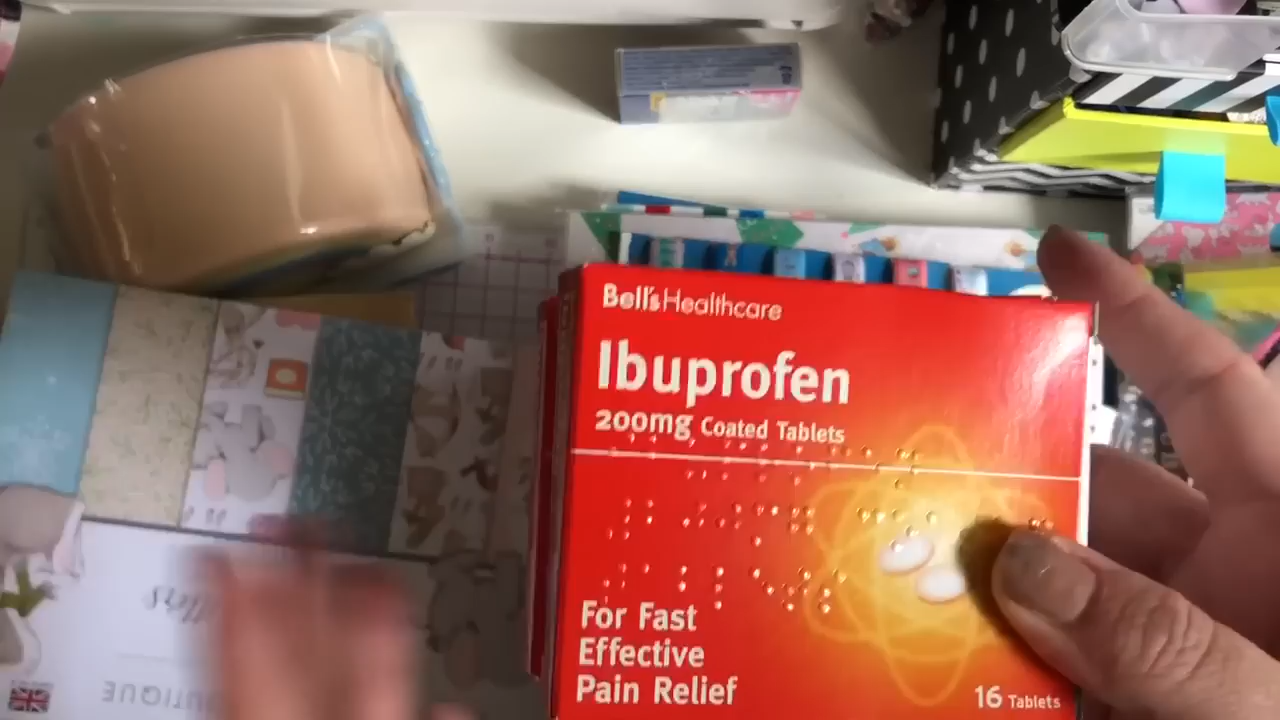 Bell's Healthcare
Ibuprofen
200mg Coated Tablets
For Fast
Effective
Pain Relief
16 Tablets